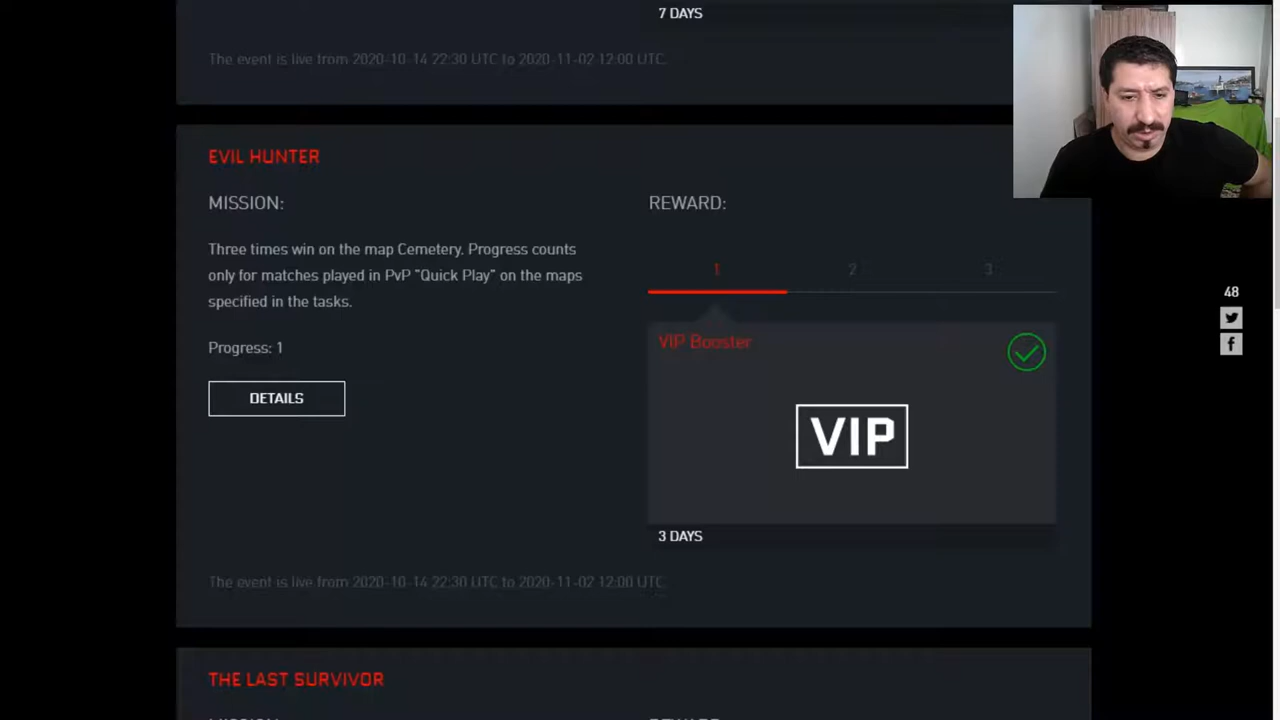 7 DAYS
The event is live from 2020-10-14 22:30 UTC to 2020-11-02 12:00 UTC.
EVIL HUNTER
MISSION:
Three times win on the map Cemetery. Progress counts
only for matches played in PvP "Quick Play" on the maps
specified in the tasks.
Progress: 1
DETAILS
REWARD:
1 2 3
VIP Booster
VIP
3 DAYS
The event is live from 2020-10-14 22:30 UTC to 2020-11-02 12:00 UTC.
48
THE LAST SURVIVOR
MISSION:
REWARD: